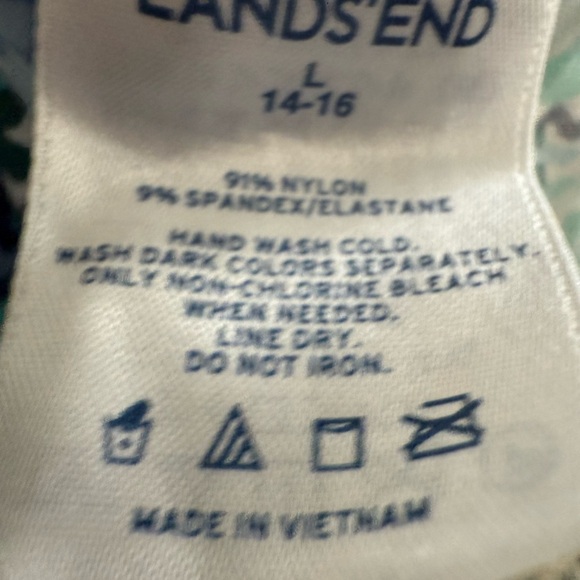 LANDS'END
L
14-16
91% NYLON
9% SPANDEX/ELASTANE
HAND WASH COLD.
WASH DARK COLORS SEPARATELY.
ONLY NON-CHLORINE BLEACH
WHEN NEEDED.
LINE DRY.
DO NOT IRON.
MADE IN VIETNAM